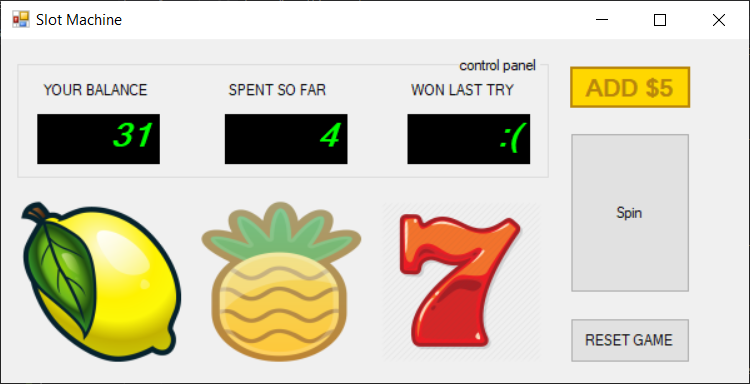 Slot Machine
control panel
YOUR BALANCE
SPENT SO FAR
WON LAST TRY
31
4
:(
ADD $5
Spin
7
RESET GAME